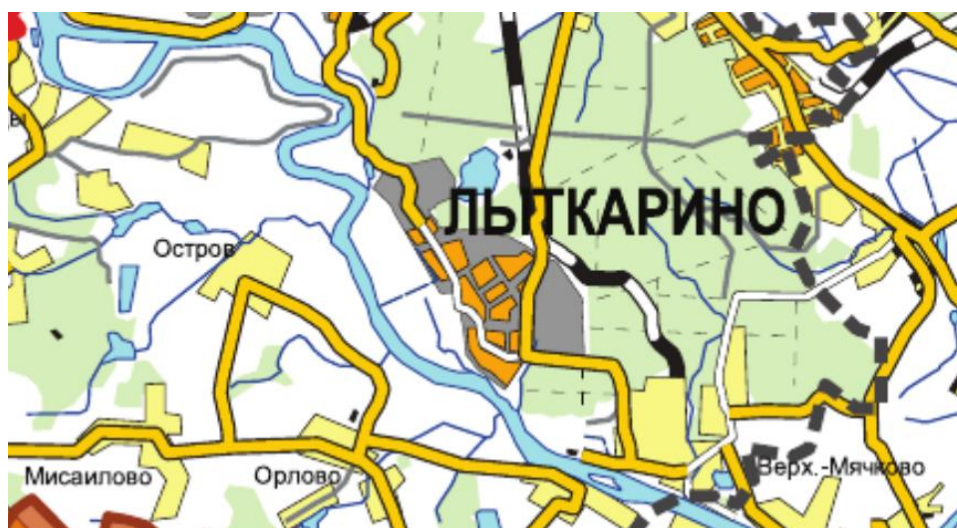 ЛЫТКАРИНО
Остров
Мисаилово
Орлово
Верх.-Мячково